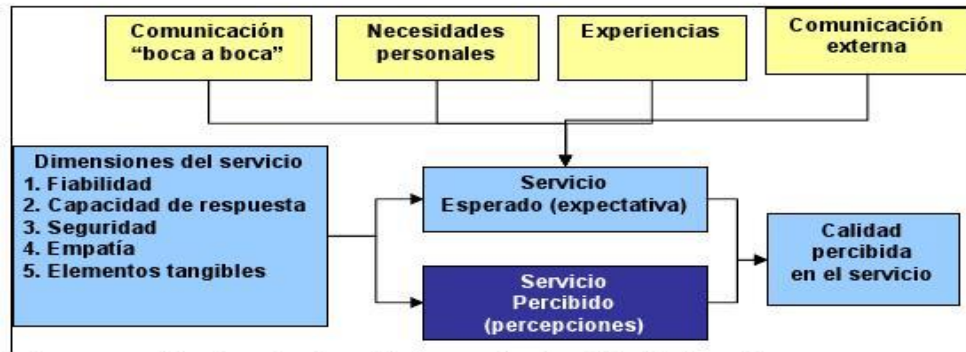 Comunicación
“boca a boca”
Necesidades
personales
Experiencias
Comunicación
externa
Dimensiones del servicio
1. Fiabilidad
2. Capacidad de respuesta
3. Seguridad
4. Empatía
5. Elementos tangibles
Servicio
Esperado (expectativa)
Servicio
Percibido
(percepciones)
Calidad
percibida
en el servicio